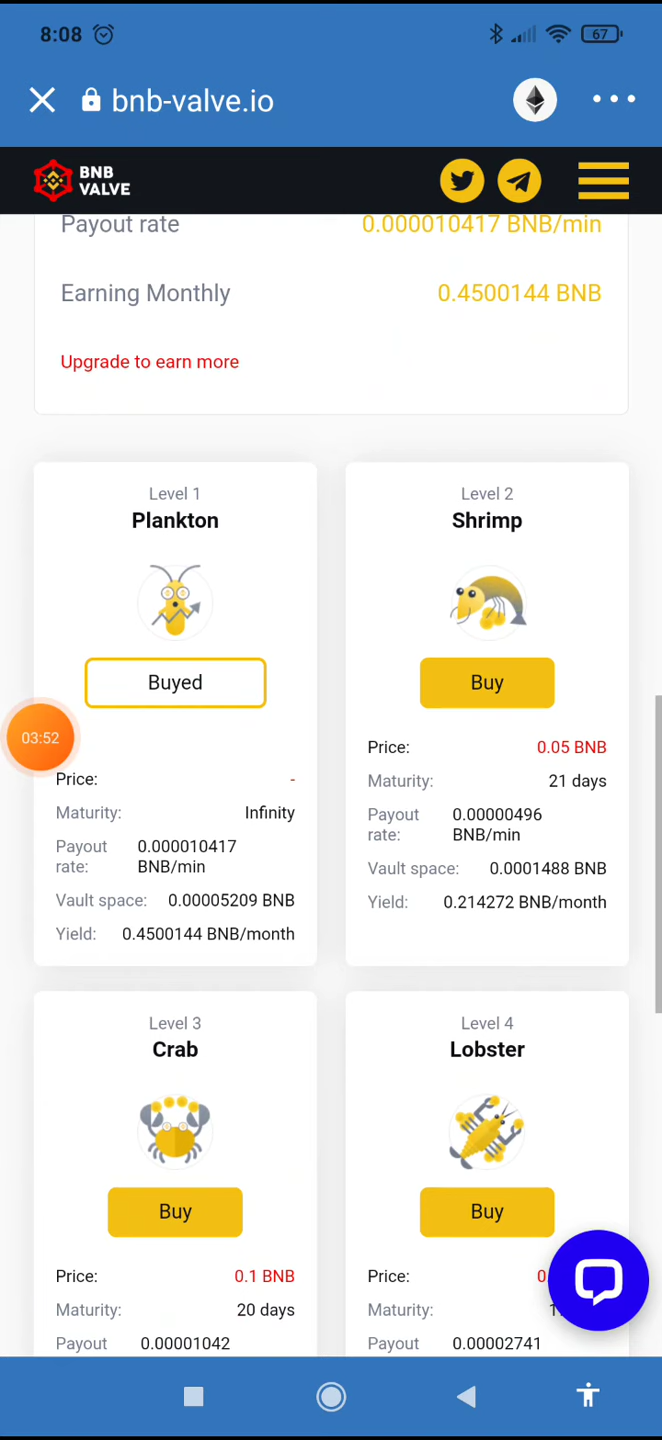 8:08
67
bnb-valve.io
BNB
VALVE
Payout rate 0.000010417 BNB/min
Earning Monthly 0.4500144 BNB
Upgrade to earn more
Level 1
Plankton
Buyed
Price: -
Maturity: Infinity
Payout rate: 0.000010417 BNB/min
Vault space: 0.00005209 BNB
Yield: 0.4500144 BNB/month
Level 2
Shrimp
Buy
Price: 0.05 BNB
Maturity: 21 days
Payout rate: 0.00000496 BNB/min
Vault space: 0.0001488 BNB
Yield: 0.214272 BNB/month
03:52
Level 3
Crab
Buy
Price: 0.1 BNB
Maturity: 20 days
Payout 0.00001042
Level 4
Lobster
Buy
Price:
Maturity:
Payout 0.00002741